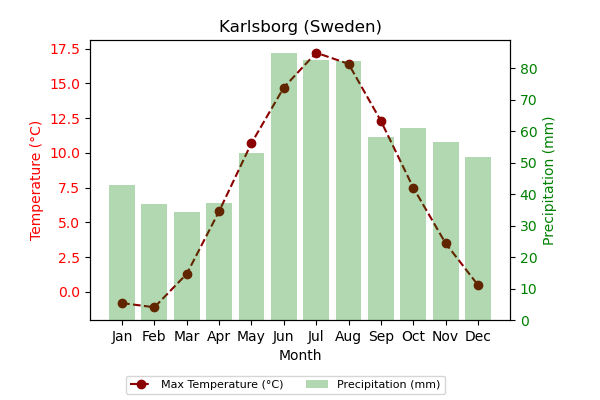 Karlsborg (Sweden)
17.5
15.0
12.5
10.0
7.5
5.0
2.5
0.0
Temperature (°C)
80
70
60
50
40
30
20
10
0
Precipitation (mm)
Jan Feb Mar Apr May Jun Jul Aug Sep Oct Nov Dec
Month
Max Temperature (°C) Precipitation (mm)